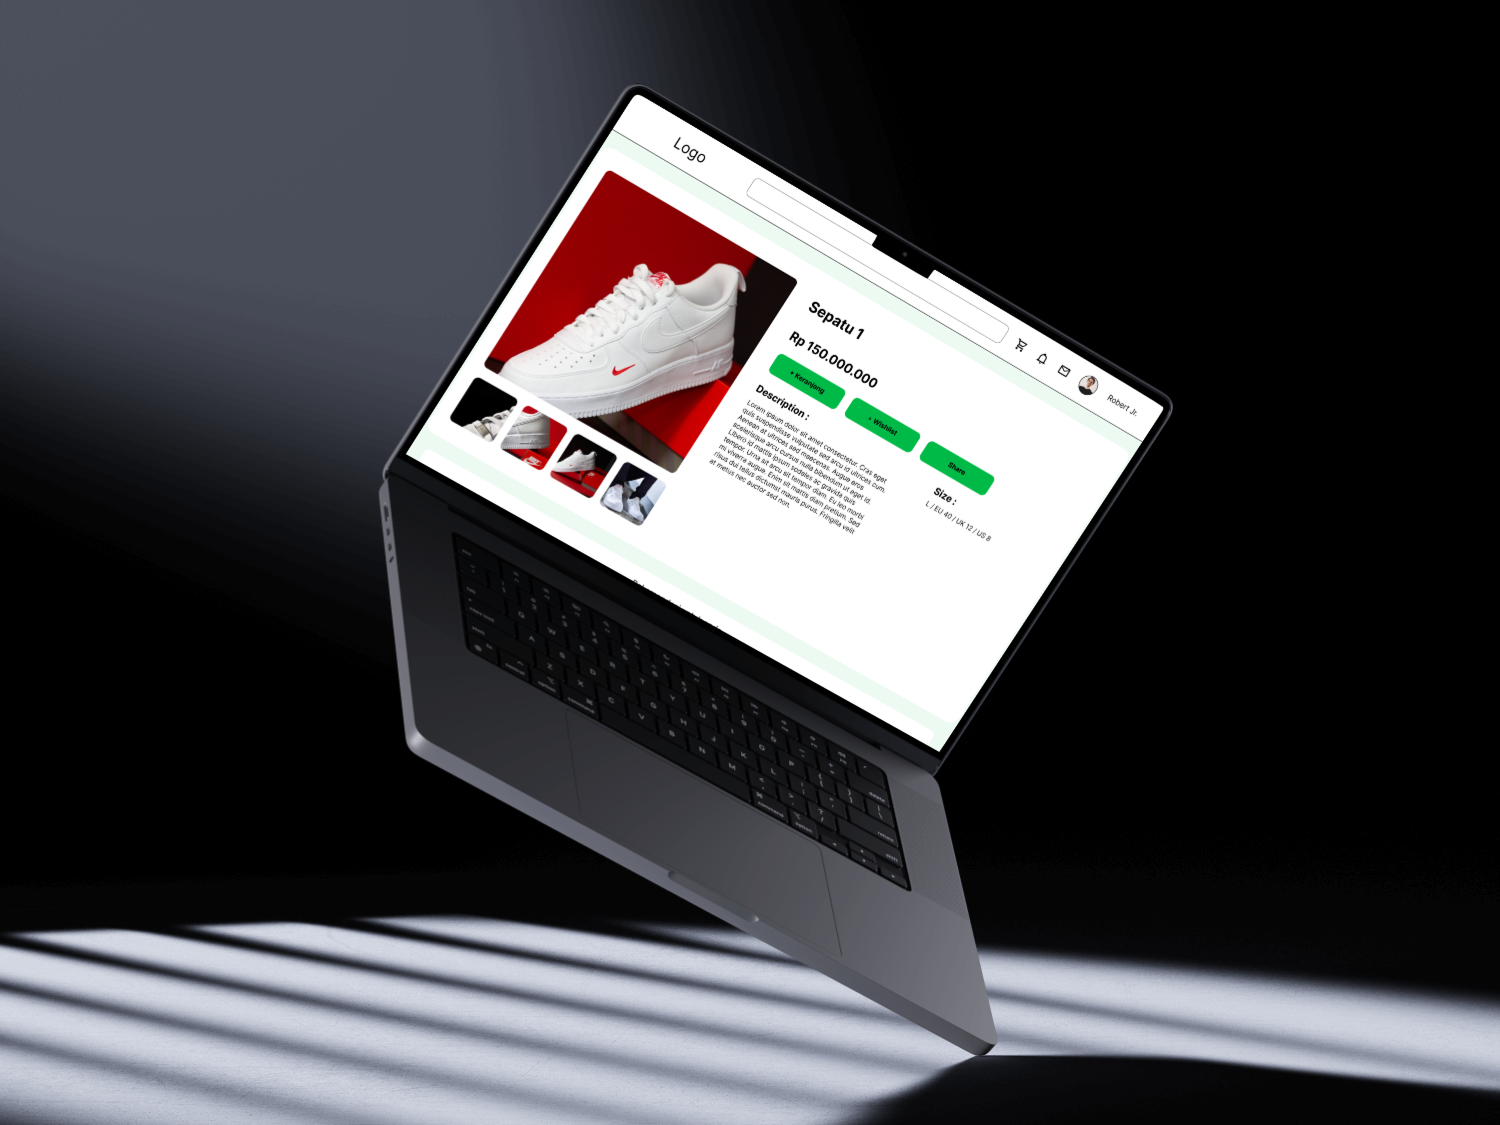 Logo
Robert Jr.
Sepatu 1
Rp 150.000.000
+ Keranjang
+ Wishlist
Share
Description :
Lorem ipsum dolor sit amet consectetur. Cras eget
quis suspendisse vulputate sed arcu id ultrices cum.
Aenean at ultrices sed maecenas. Augue eros
scelerisque arcu cursus nulla bibendum ut eget id.
Libero id mattis ipsum sodales ac gravida quis
tempor. Urna sit arcu sit tempor diam. Eu leo morbi
mi viverra augue. Enim sit mattis diam pretium. Sed
risus dui tellus dictumst mauris purus. Fringilla velit
at metus nec auctor sed non.
Size :
L / EU 40 / UK 12 / US 8